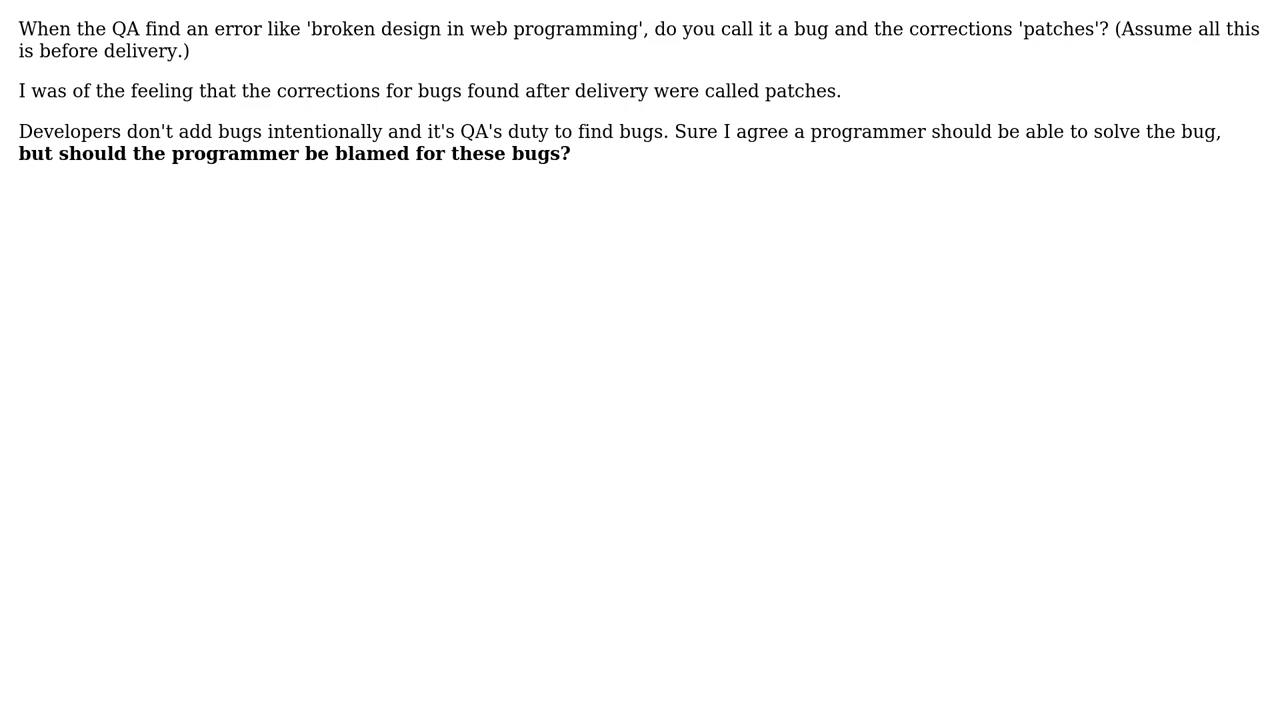 When the QA find an error like 'broken design in web programming', do you call it a bug and the corrections 'patches'? (Assume all this
is before delivery.)
I was of the feeling that the corrections for bugs found after delivery were called patches.
Developers don't add bugs intentionally and it's QA's duty to find bugs. Sure I agree a programmer should be able to solve the bug,
but should the programmer be blamed for these bugs?